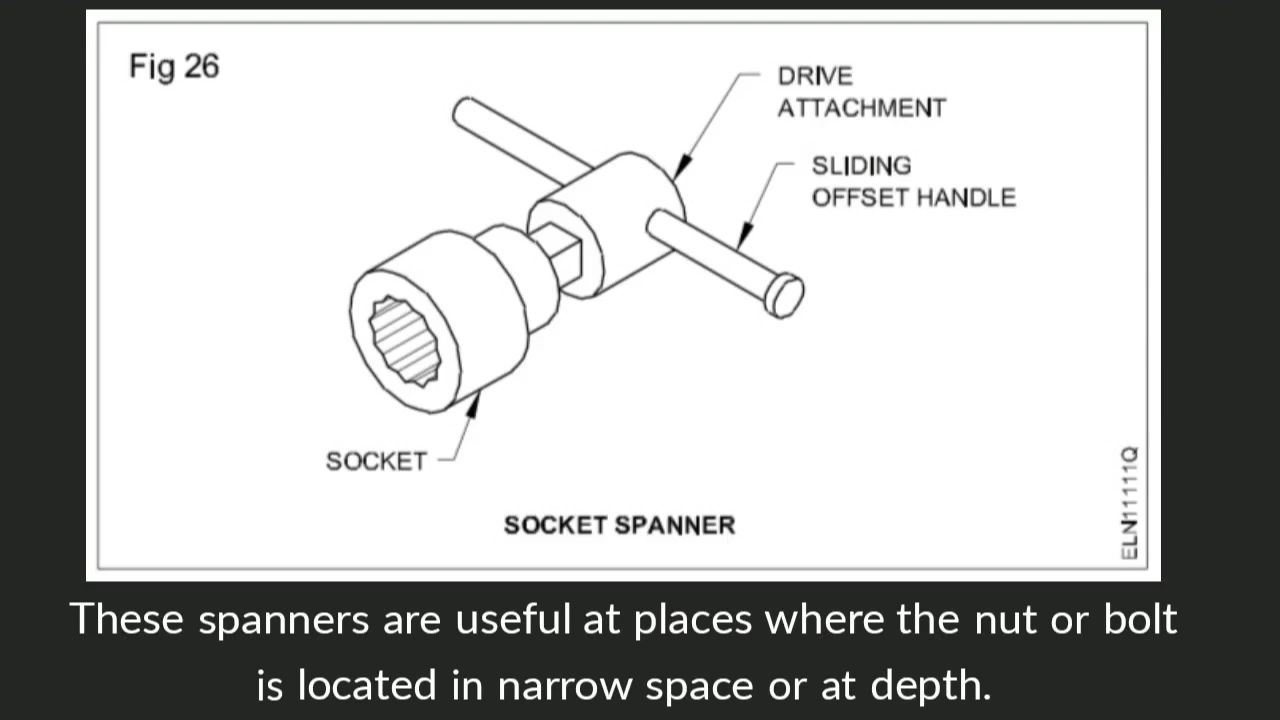 Fig 26
DRIVE
ATTACHMENT
SLIDING
OFFSET HANDLE
SOCKET
SOCKET SPANNER
ELN11111Q
These spanners are useful at places where the nut or bolt
is located in narrow space or at depth.